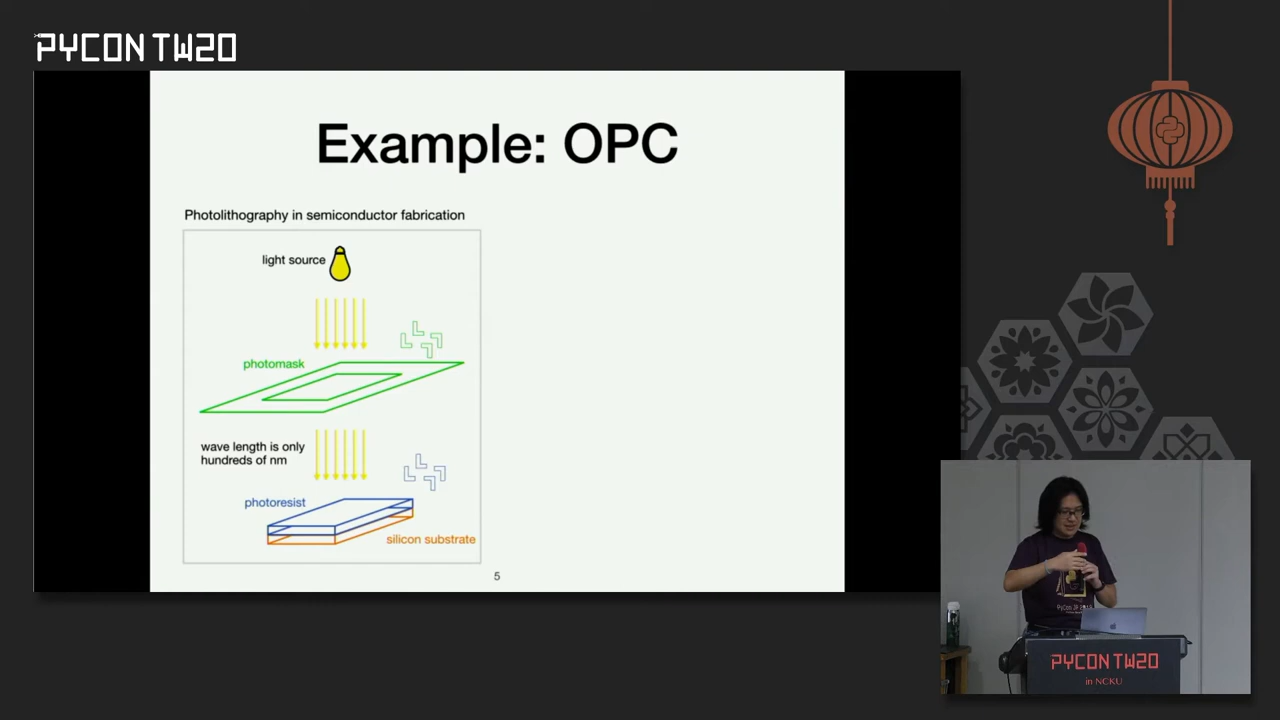 PYCON TW20
Example: OPC
Photolithography in semiconductor fabrication
light source
photomask
wave length is only
hundreds of nm
photoresist
silicon substrate
5
PYCON TW20
in NCKU